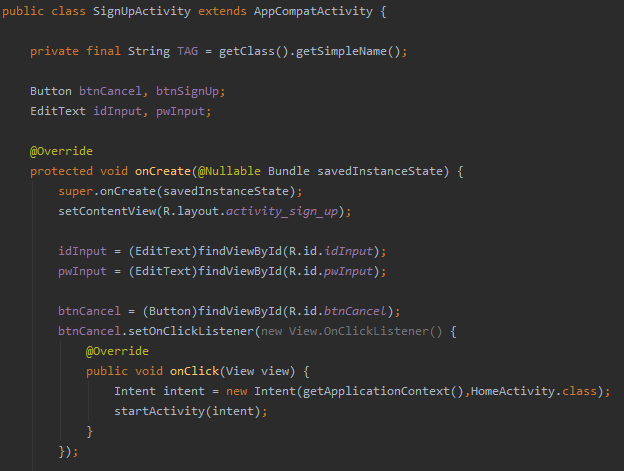 public class SignUpActivity extends AppCompatActivity {
private final String TAG = getClass().getSimpleName();
Button btnCancel, btnSignUp;
EditText idInput, pwInput;
@Override
protected void onCreate(@Nullable Bundle savedInstanceState) {
super.onCreate(savedInstanceState);
setContentView(R.layout.activity_sign_up);
idInput = (EditText)findViewById(R.id.idInput);
pwInput = (EditText)findViewById(R.id.pwInput);
btnCancel = (Button)findViewById(R.id.btnCancel);
btnCancel.setOnClickListener(new View.OnClickListener() {
@Override
public void onClick(View view) {
Intent intent = new Intent(getApplicationContext(),HomeActivity.class);
startActivity(intent);
}
});